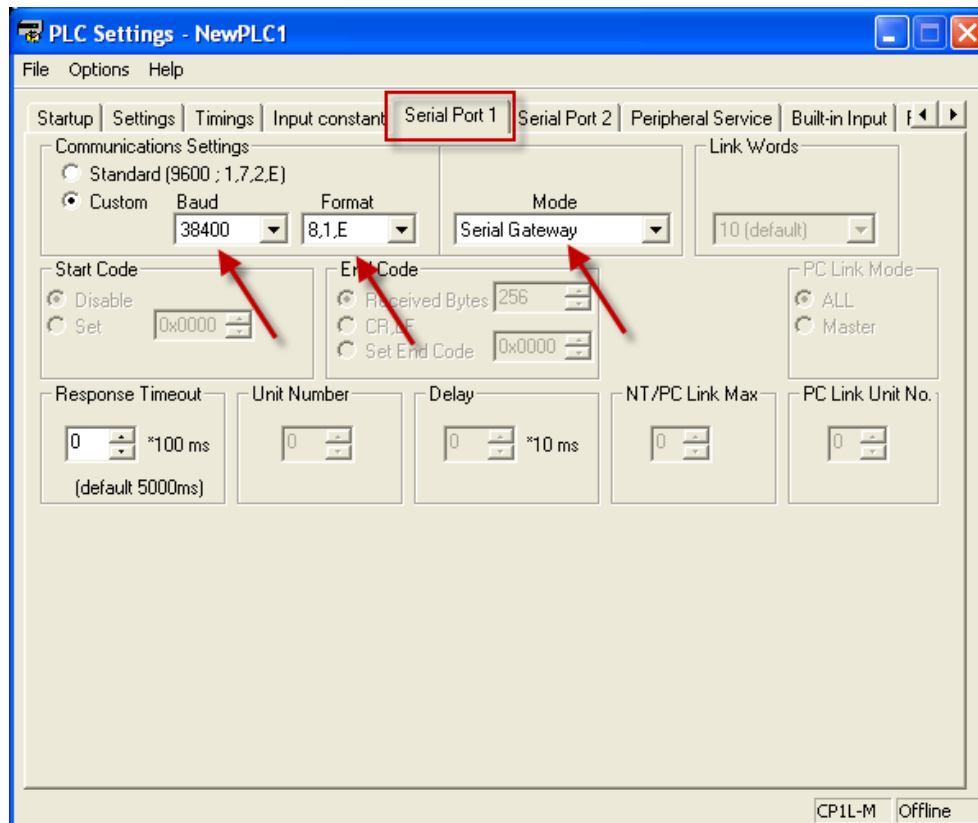 PLC Settings - NewPLC1
File Options Help
Startup Settings Timings Input constant Serial Port 1 Serial Port 2 Peripheral Service Built-in Input
Communications Settings Link Words
Standard (9600 ; 1,7,2,E)
Custom Baud Format Mode
38400 8,1,E Serial Gateway 10 (default)
Start Code End Code PC Link Mode
Disable Received Bytes 256 ALL
Set 0x0000 CR,LF Master
Set End Code 0x0000
Response Timeout Unit Number Delay NT/PC Link Max PC Link Unit No.
0 *100 ms 0 0 *10 ms 0 0
(default 5000ms)
CP1L-M Offline